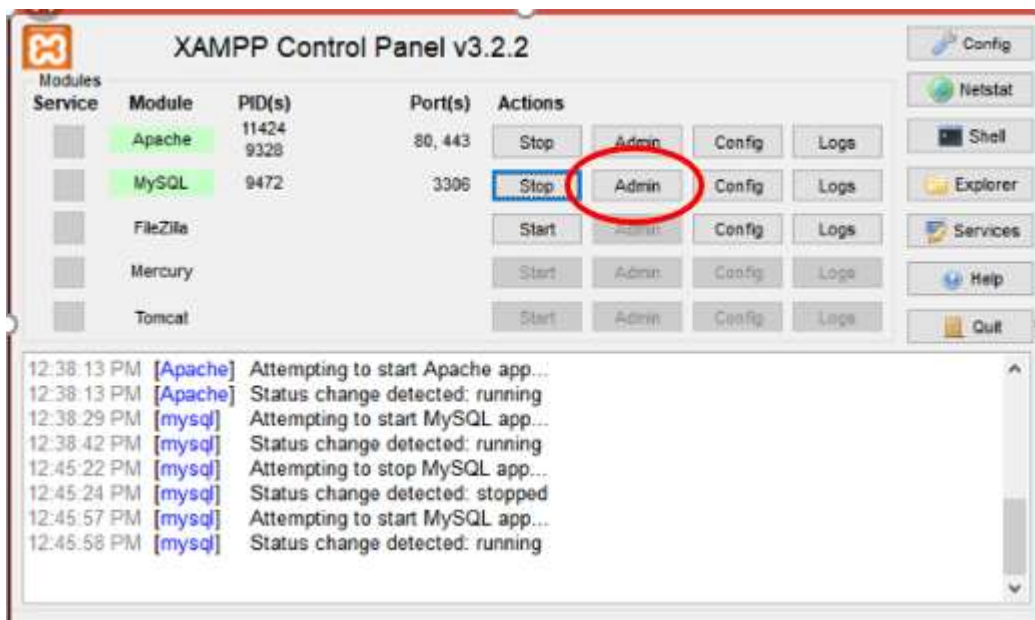 XAMPP Control Panel v3.2.2
Config
Modules
Netstat
Service Module PID(s) Port(s) Actions
Apache 11424 9328 80, 443 Stop Admin Config Logs
Shell
MySQL 9472 3306 Stop Admin Config Logs
Explorer
FileZilla Start Admin Config Logs
Services
Mercury Start Admin Config Logs
Help
Tomcat Start Admin Config Logs
Quit
12:38:13 PM [Apache] Attempting to start Apache app...
12:38:13 PM [Apache] Status change detected: running
12:38:29 PM [mysql] Attempting to start MySQL app...
12:38:42 PM [mysql] Status change detected: running
12:45:22 PM [mysql] Attempting to stop MySQL app...
12:45:24 PM [mysql] Status change detected: stopped
12:45:57 PM [mysql] Attempting to start MySQL app...
12:45:58 PM [mysql] Status change detected: running